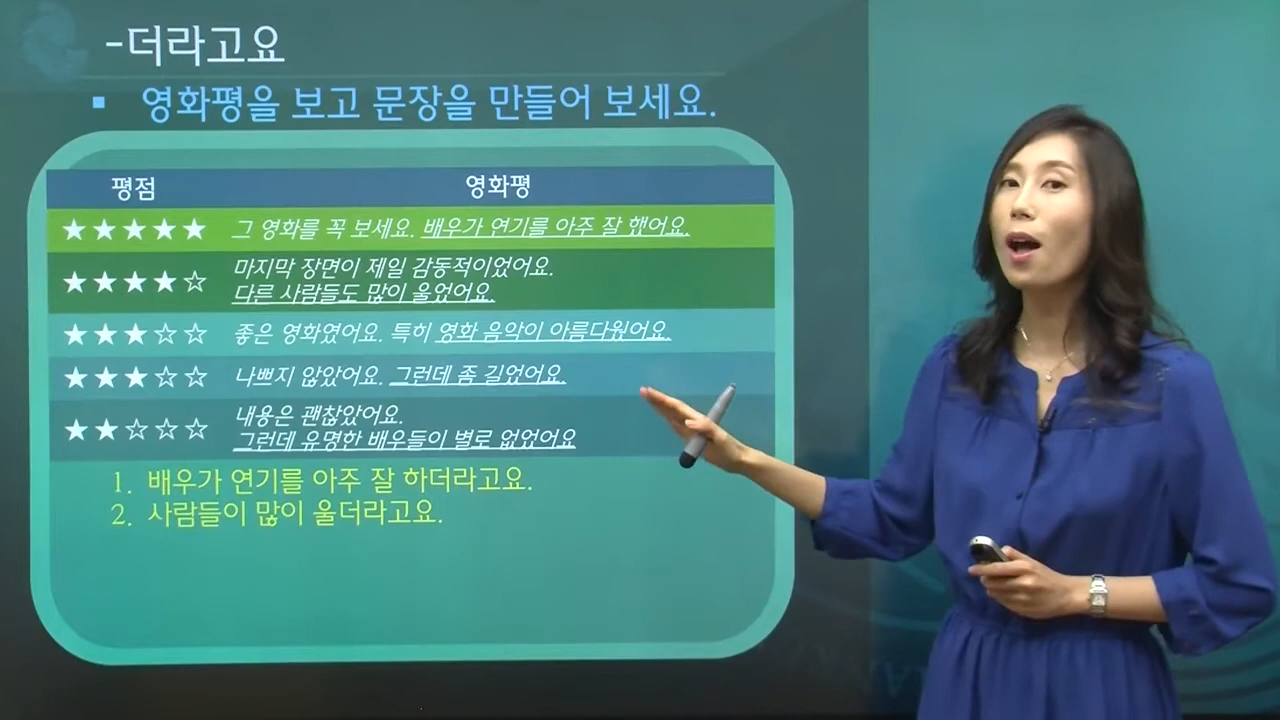 -더라고요
▪ 영화평을 보고 문장을 만들어 보세요.
평점 영화평
★★★★★ 그 영화를 꼭 보세요. 배우가 연기를 아주 잘 했어요.
★★★★☆ 마지막 장면이 제일 감동적이었어요.
다른 사람들도 많이 울었어요.
★★★☆☆ 좋은 영화였어요. 특히 영화 음악이 아름다웠어요.
★★★☆☆ 나쁘지 않았어요. 그런데 좀 길었어요.
★★☆☆☆ 내용은 괜찮았어요.
그런데 유명한 배우들이 별로 없었어요
1. 배우가 연기를 아주 잘 하더라고요.
2. 사람들이 많이 울더라고요.